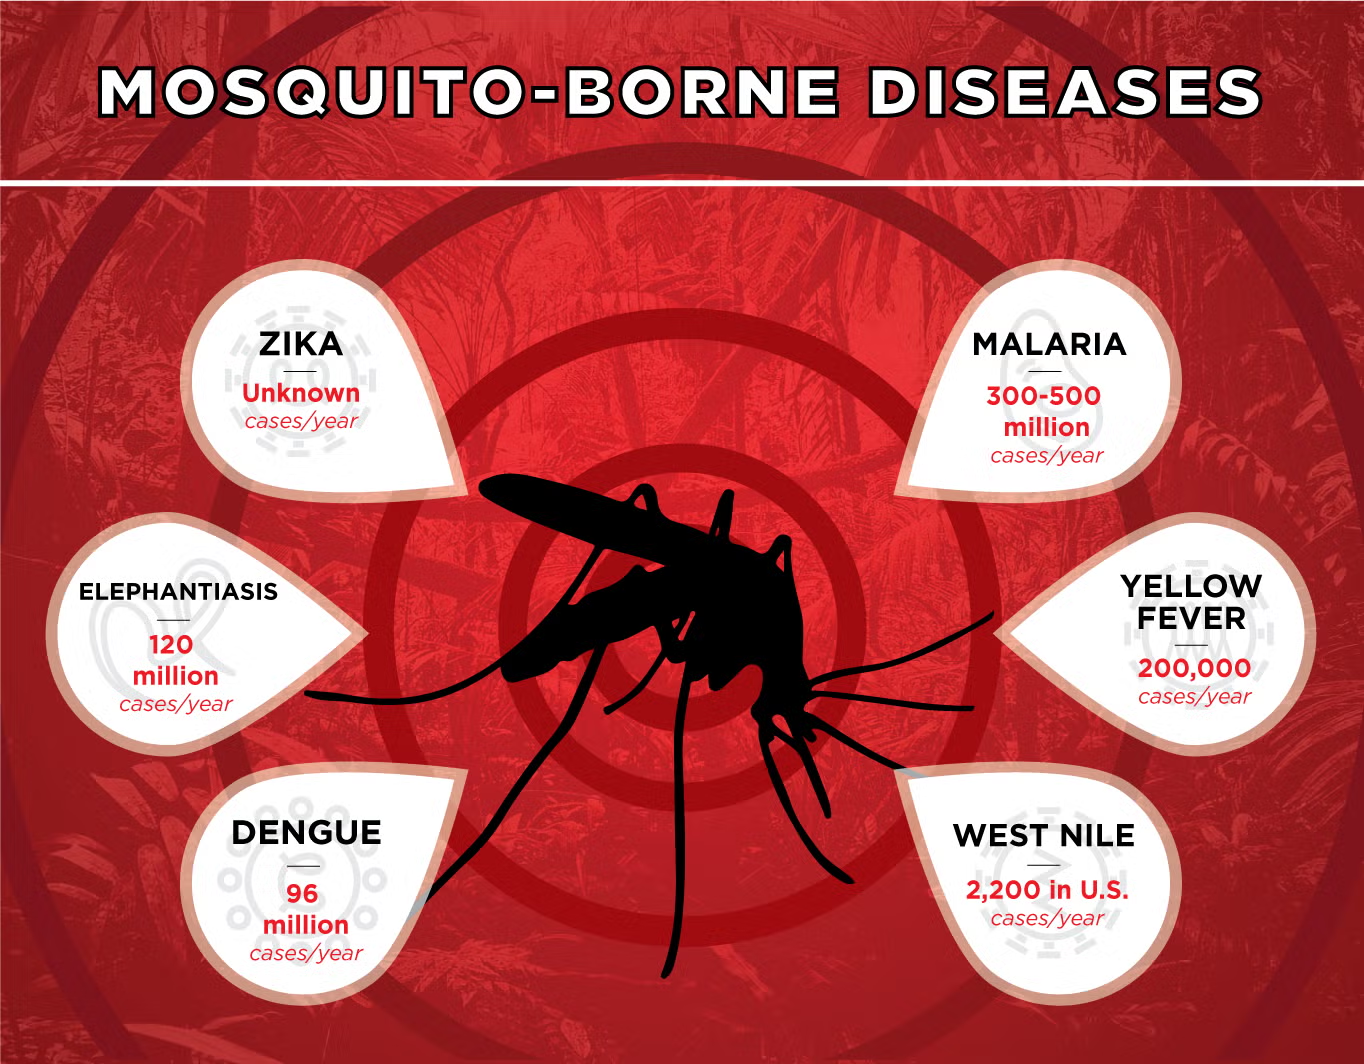 MOSQUITO-BORNE DISEASES
ZIKA
Unknown
cases/year
MALARIA
300-500
million
cases/year
ELEPHANTIASIS
120
million
cases/year
YELLOW
FEVER
200,000
cases/year
DENGUE
96
million
cases/year
WEST NILE
2,200 in U.S.
cases/year